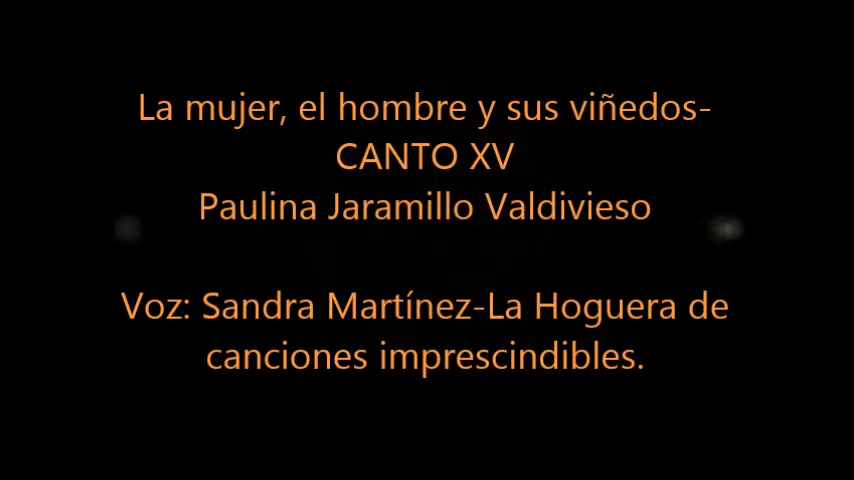 La mujer, el hombre y sus viñedos-
CANTO XV
Paulina Jaramillo Valdivieso
Voz: Sandra Martínez-La Hoguera de
canciones imprescindibles.